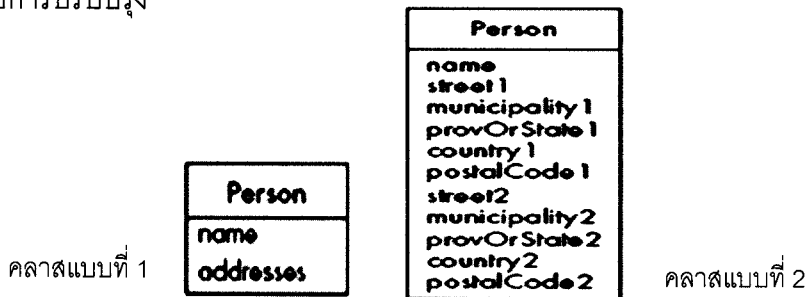 Person
name
street1
municipality1
provOrState1
country1
postalCode1
street2
municipality2
provOrState2
country2
postalCode2
Person
name
addresses
คลาสแบบที่ 1
คลาสแบบที่ 2